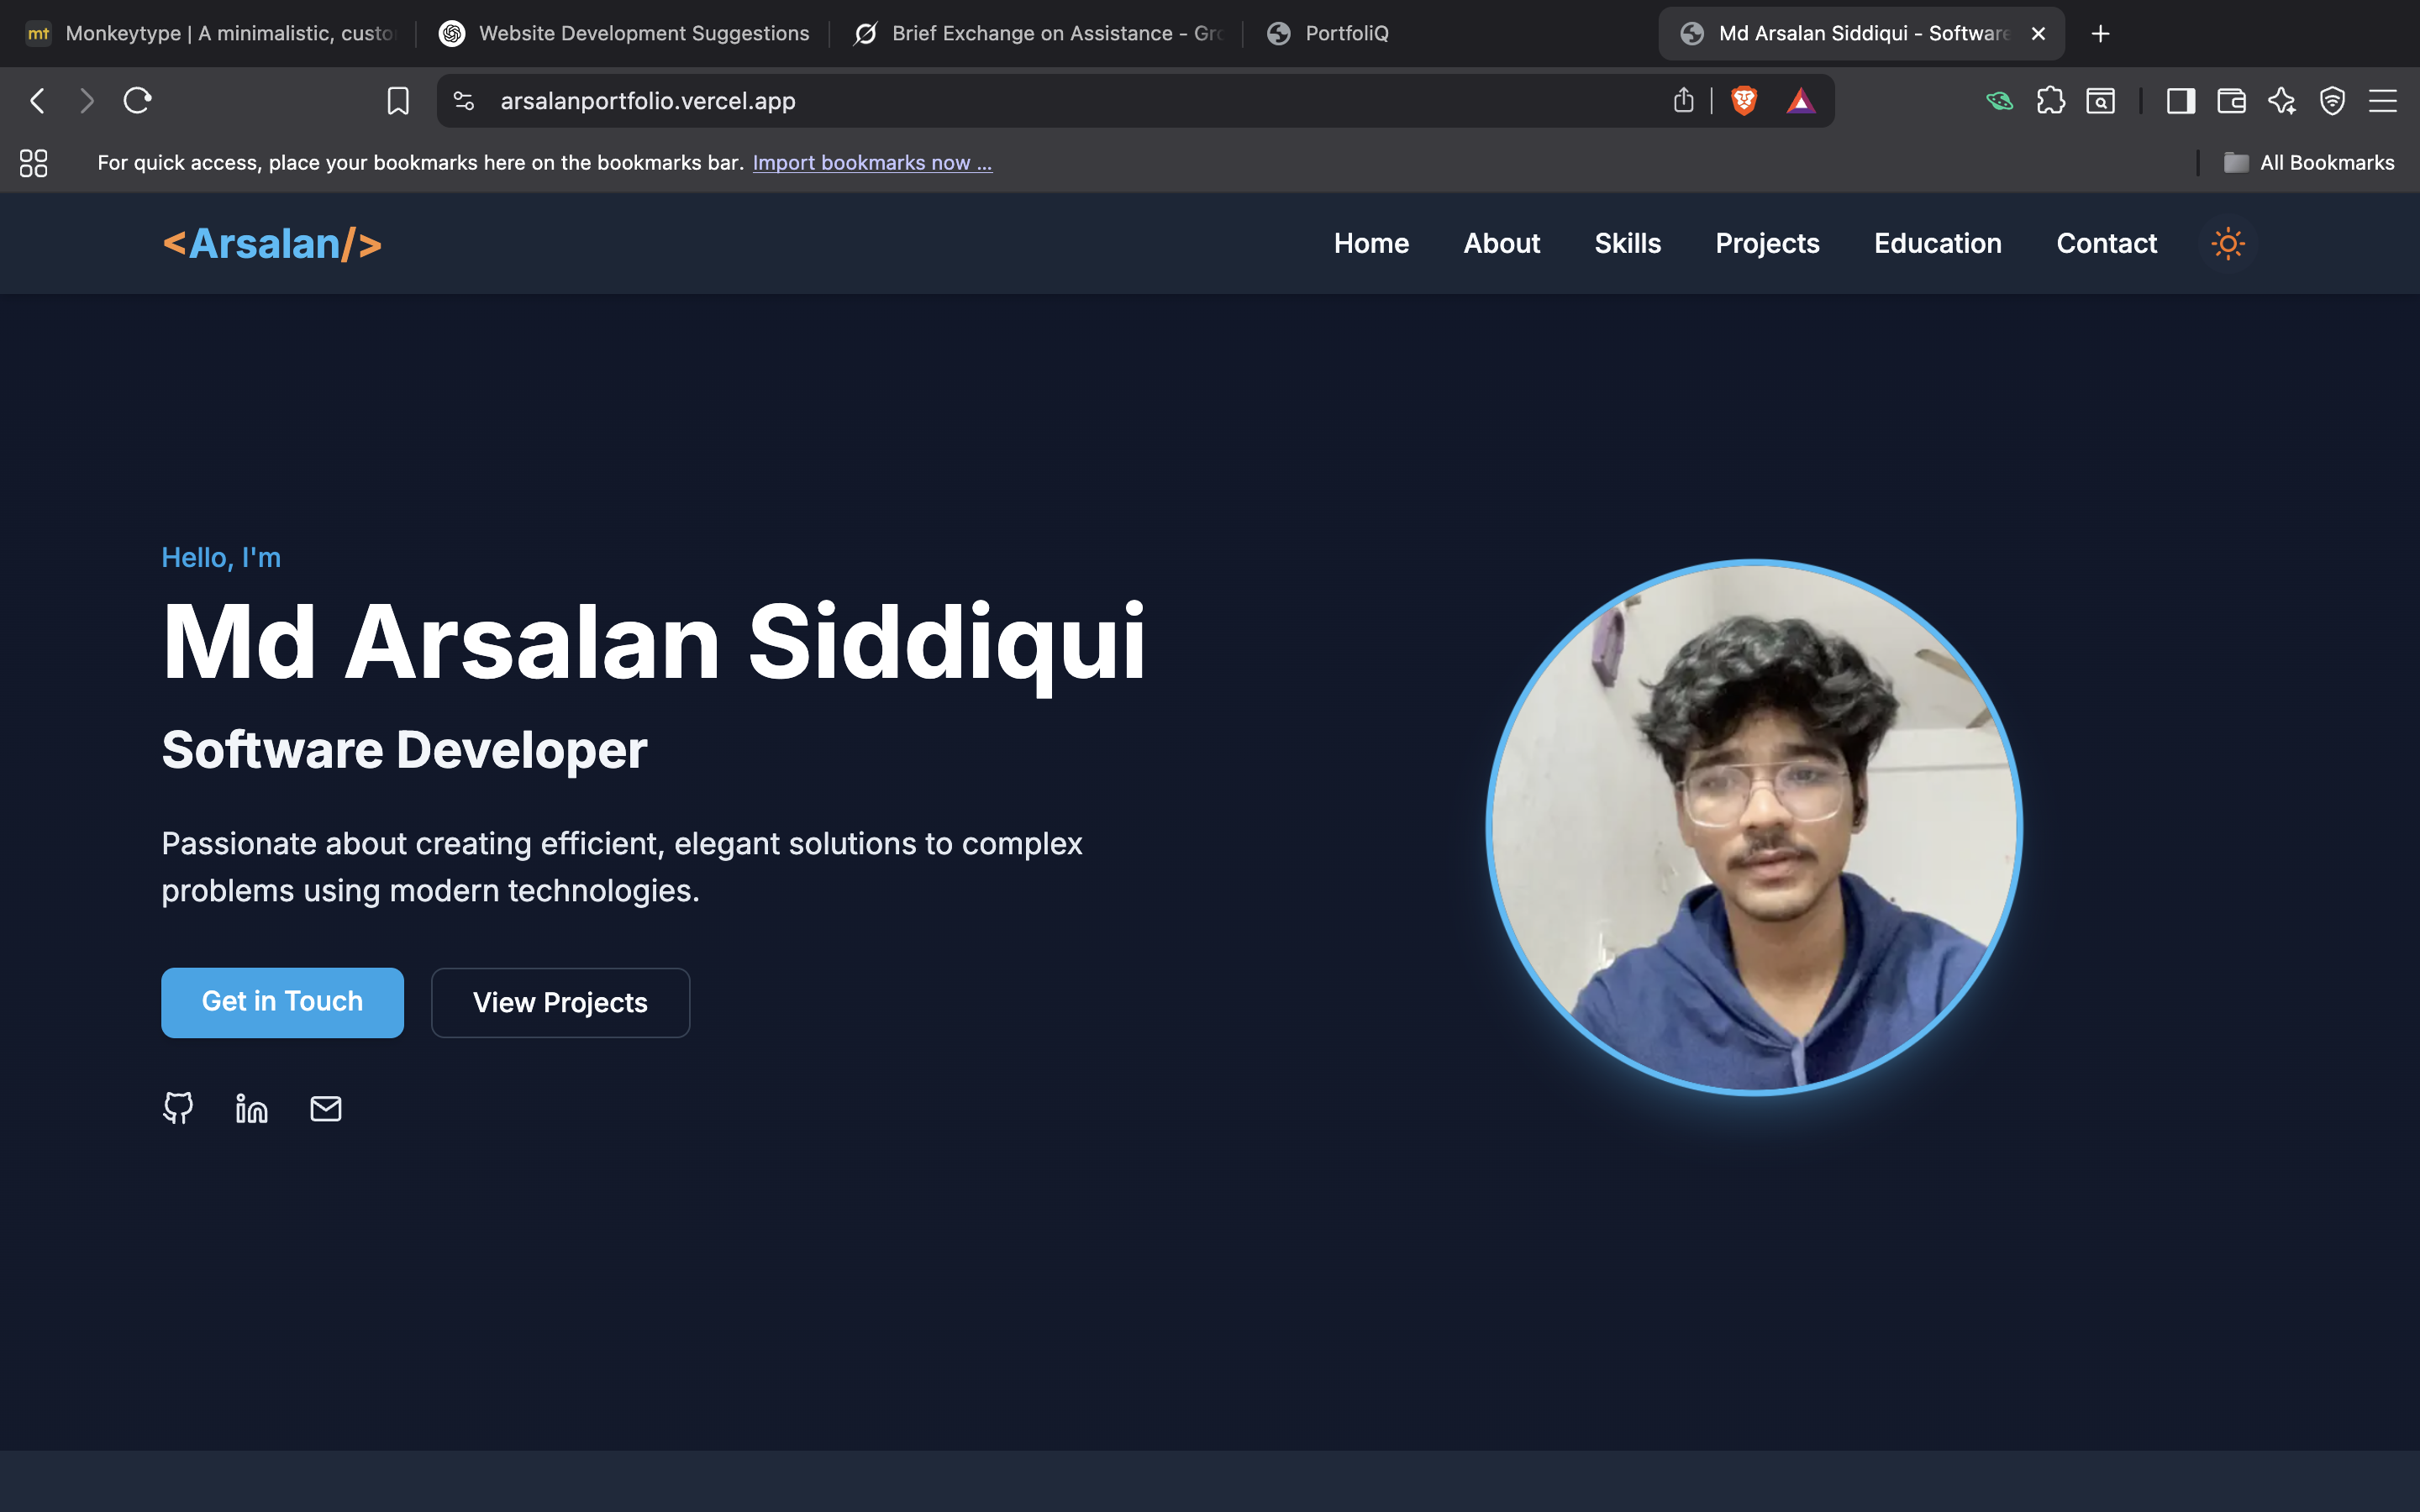 mt
Monkeytype | A minimalistic, custo
Website Development Suggestions
Brief Exchange on Assistance - Gro
PortfoliQ
Md Arsalan Siddiqui - Software
arsalanportfolio.vercel.app
For quick access, place your bookmarks here on the bookmarks bar. Import bookmarks now ...
All Bookmarks
<Arsalan/>
Home
About
Skills
Projects
Education
Contact
Hello, I'm
Md Arsalan Siddiqui
Software Developer
Passionate about creating efficient, elegant solutions to complex
problems using modern technologies.
Get in Touch
View Projects
in